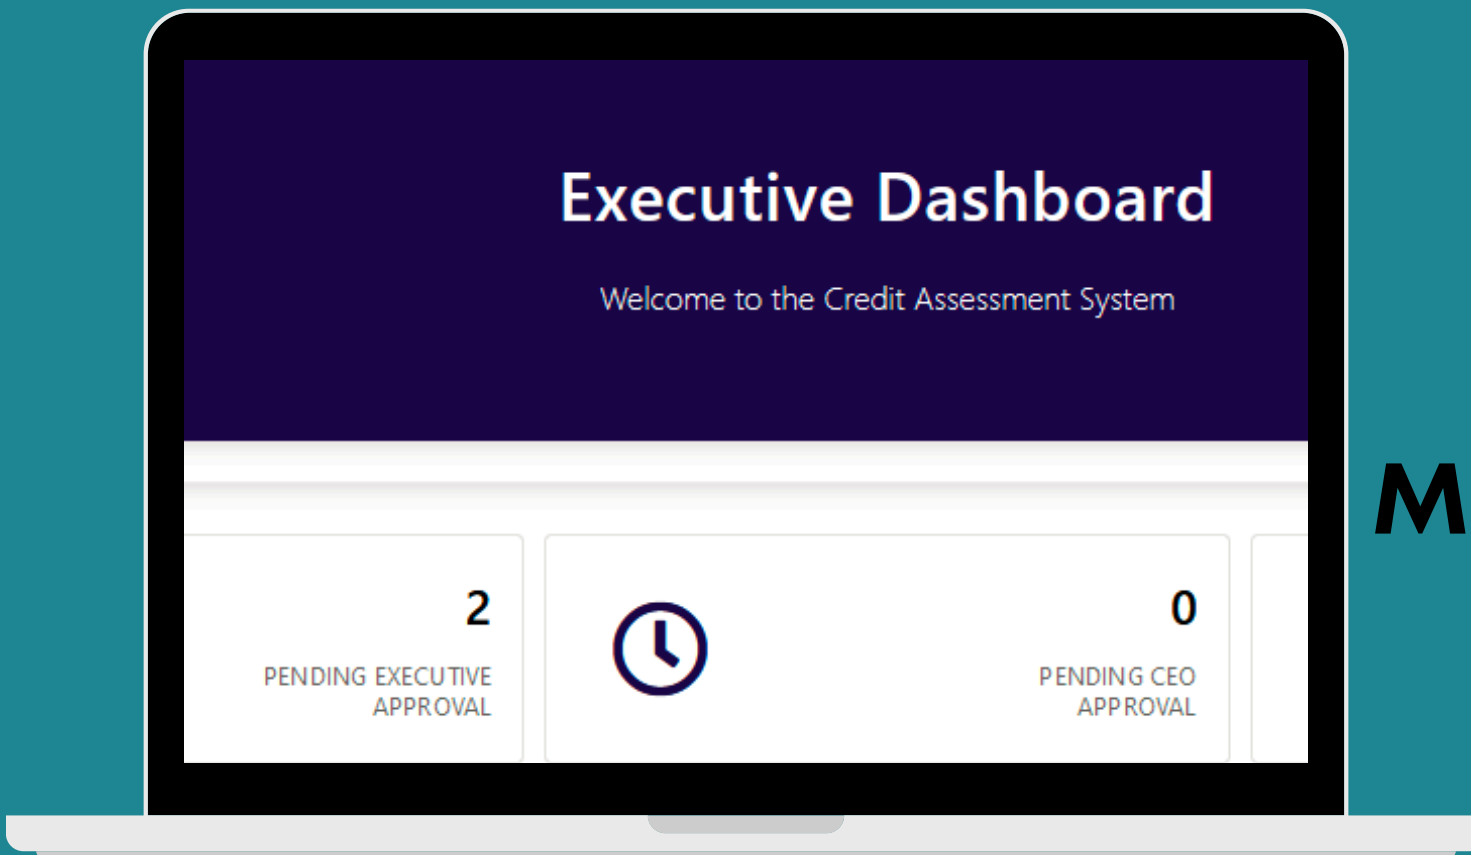 Executive Dashboard
Welcome to the Credit Assessment System
M
2
PENDING EXECUTIVE
APPROVAL
0
PENDING CEO
APPROVAL